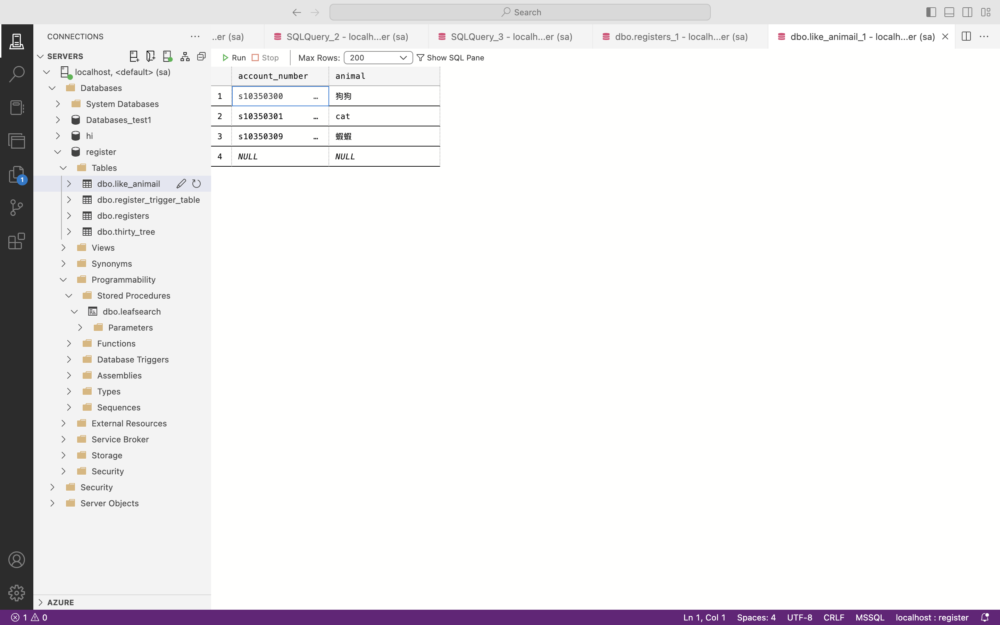 Search
CONNECTIONS
SERVERS
localhost, <default> (sa)
Databases
System Databases
Databases_test1
hi
register
Tables
dbo.like_animail
dbo.register_trigger_table
dbo.registers
dbo.thirty_tree
Views
Synonyms
Programmability
Stored Procedures
dbo.leafsearch
Parameters
Functions
Database Triggers
Assemblies
Types
Sequences
External Resources
Service Broker
Storage
Security
Security
Server Objects
AZURE
1
...er (sa) SQLQuery_2 - localh...er (sa) SQLQuery_3 - localh...er (sa) dbo.registers_1 - localh...er (sa) dbo.like_animail_1 - localh...er (sa)
Run Stop Max Rows: 200 Show SQL Pane
account_number animal
1 s10350300 … 狗狗
2 s10350301 … cat
3 s10350309 … 蝦蝦
4 NULL NULL
1 0 Ln 1, Col 1 Spaces: 4 UTF-8 CRLF MSSQL localhost : register